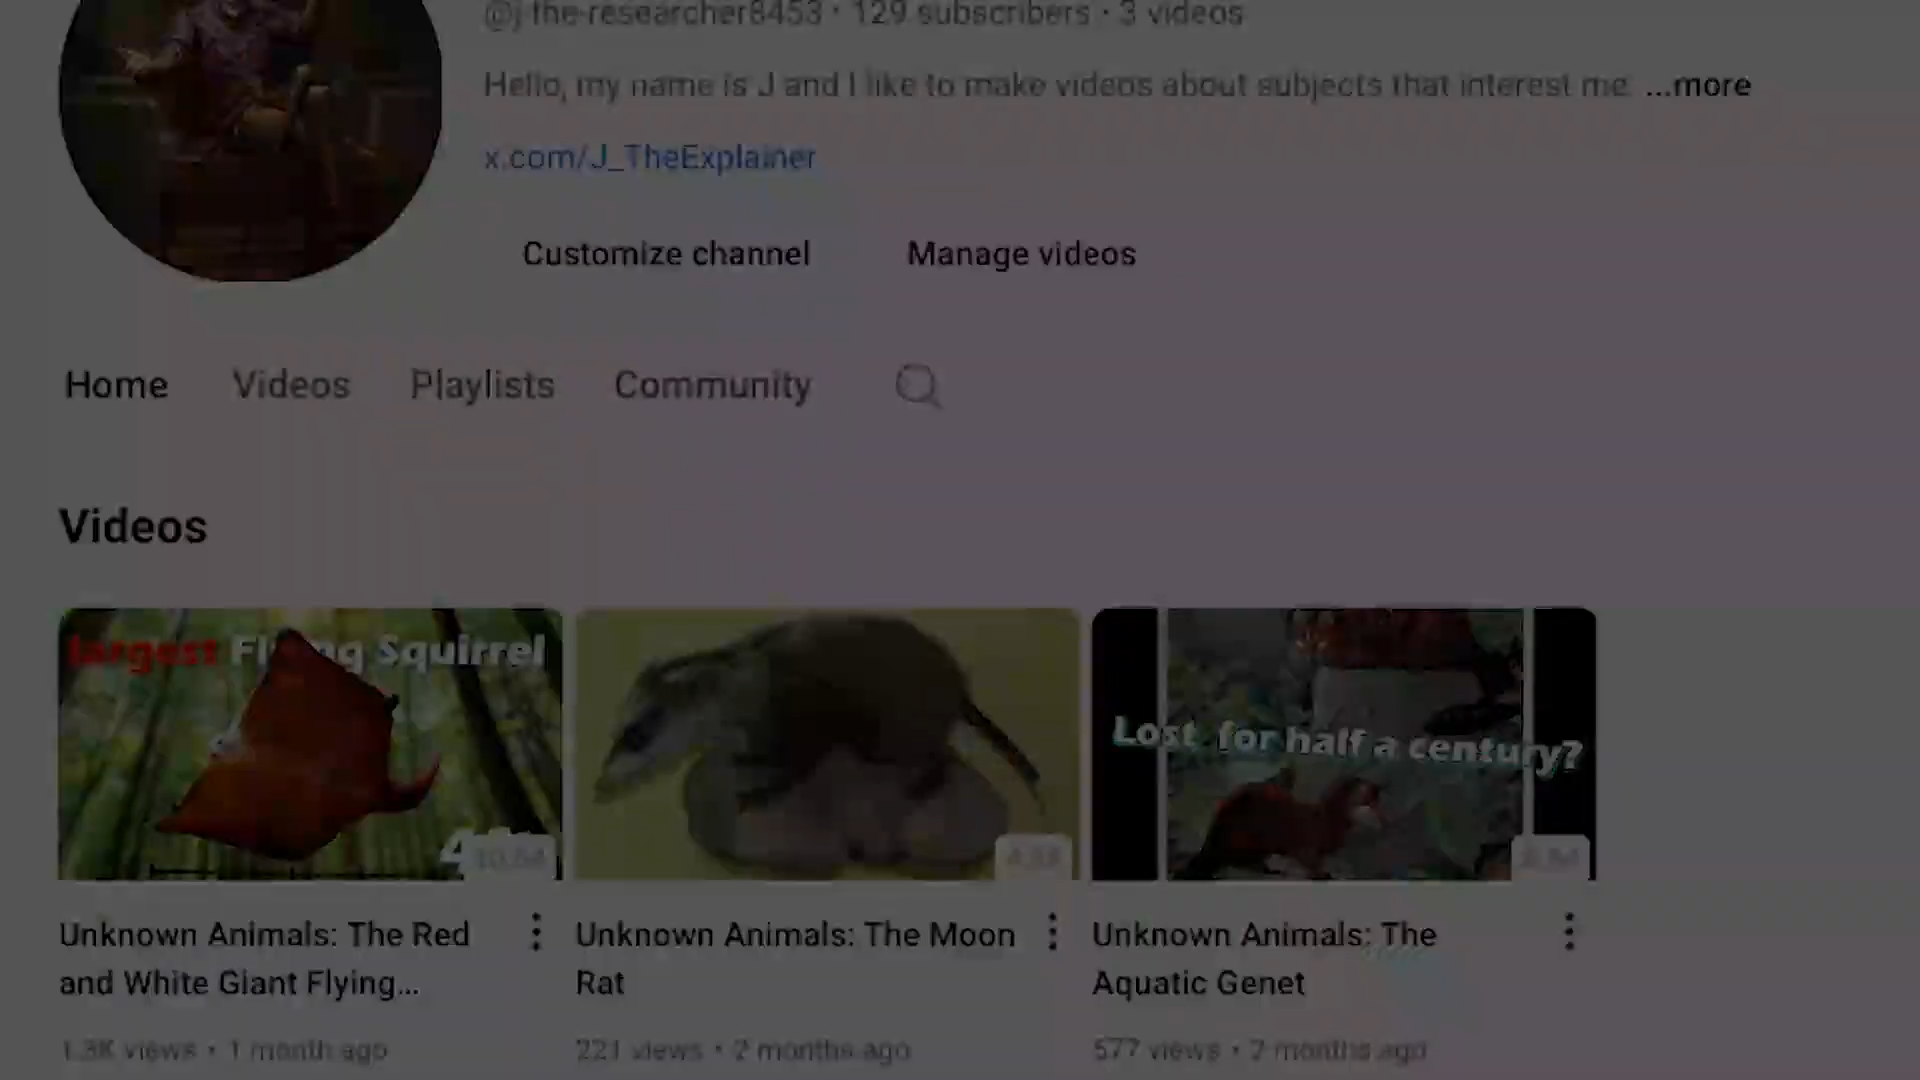 @j-the-researcher8453 · 129 subscribers · 3 videos
Hello, my name is J and I like to make videos about subjects that interest me ...more
x.com/J_TheExplainer
Customize channel Manage videos
Home Videos Playlists Community
Videos
largest Flying Squirrel
Lost for half a century?
Unknown Animals: The Red and White Giant Flying...
Unknown Animals: The Moon Rat
Unknown Animals: The Aquatic Genet
1.3K views • 1 month ago
221 views • 2 months ago
577 views • 2 months ago